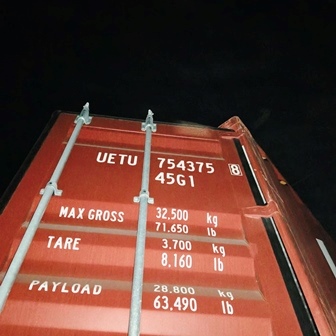 UETU 754375 8
45G1
MAX GROSS 32,500 kg
71.650 lb
TARE 3.700 kg
8,160 lb
PAYLOAD 28,800 kg
63,490 lb